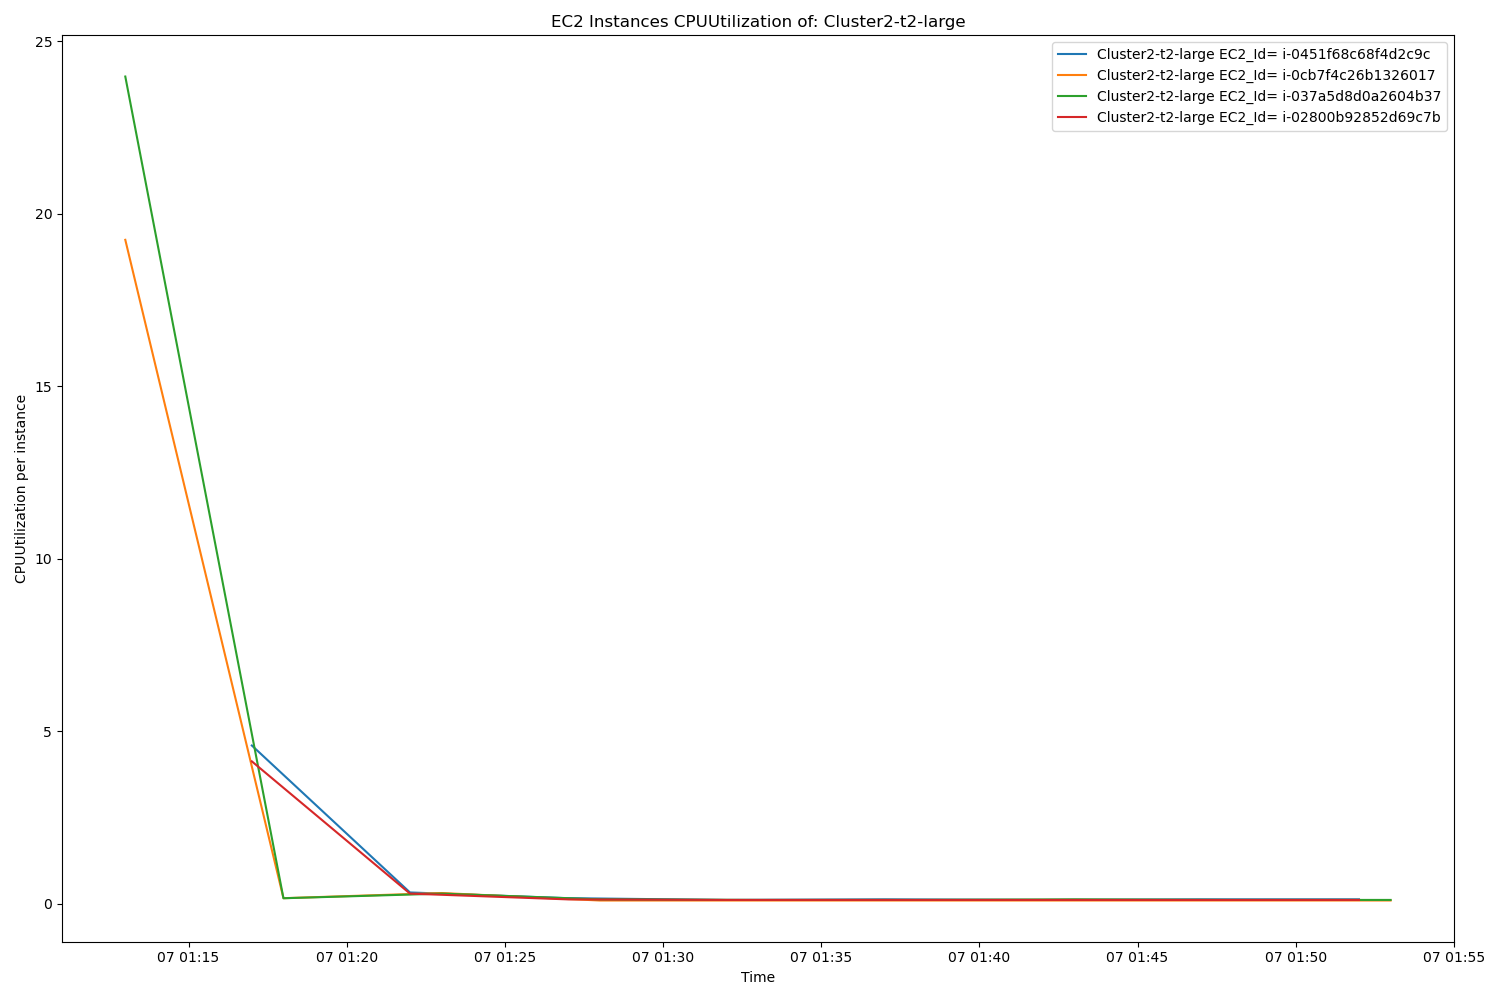 EC2 Instances CPUUtilization of: Cluster2-t2-large
Cluster2-t2-large EC2_Id= i-0451f68c68f4d2c9c
Cluster2-t2-large EC2_Id= i-0cb7f4c26b1326017
Cluster2-t2-large EC2_Id= i-037a5d8d0a2604b37
Cluster2-t2-large EC2_Id= i-02800b92852d69c7b
CPUUtilization per instance
25
20
15
10
5
0
07 01:15
07 01:20
07 01:25
07 01:30
07 01:35
07 01:40
07 01:45
07 01:50
07 01:55
Time